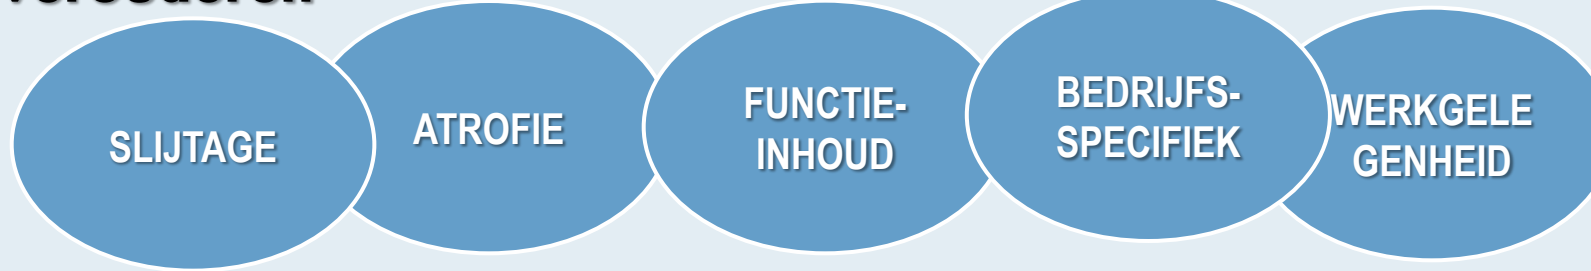 SLIJTAGE
ATROFIE
FUNCTIE-
INHOUD
BEDRIJFS-
SPECIFIEK
WERKGELE
GENHEID